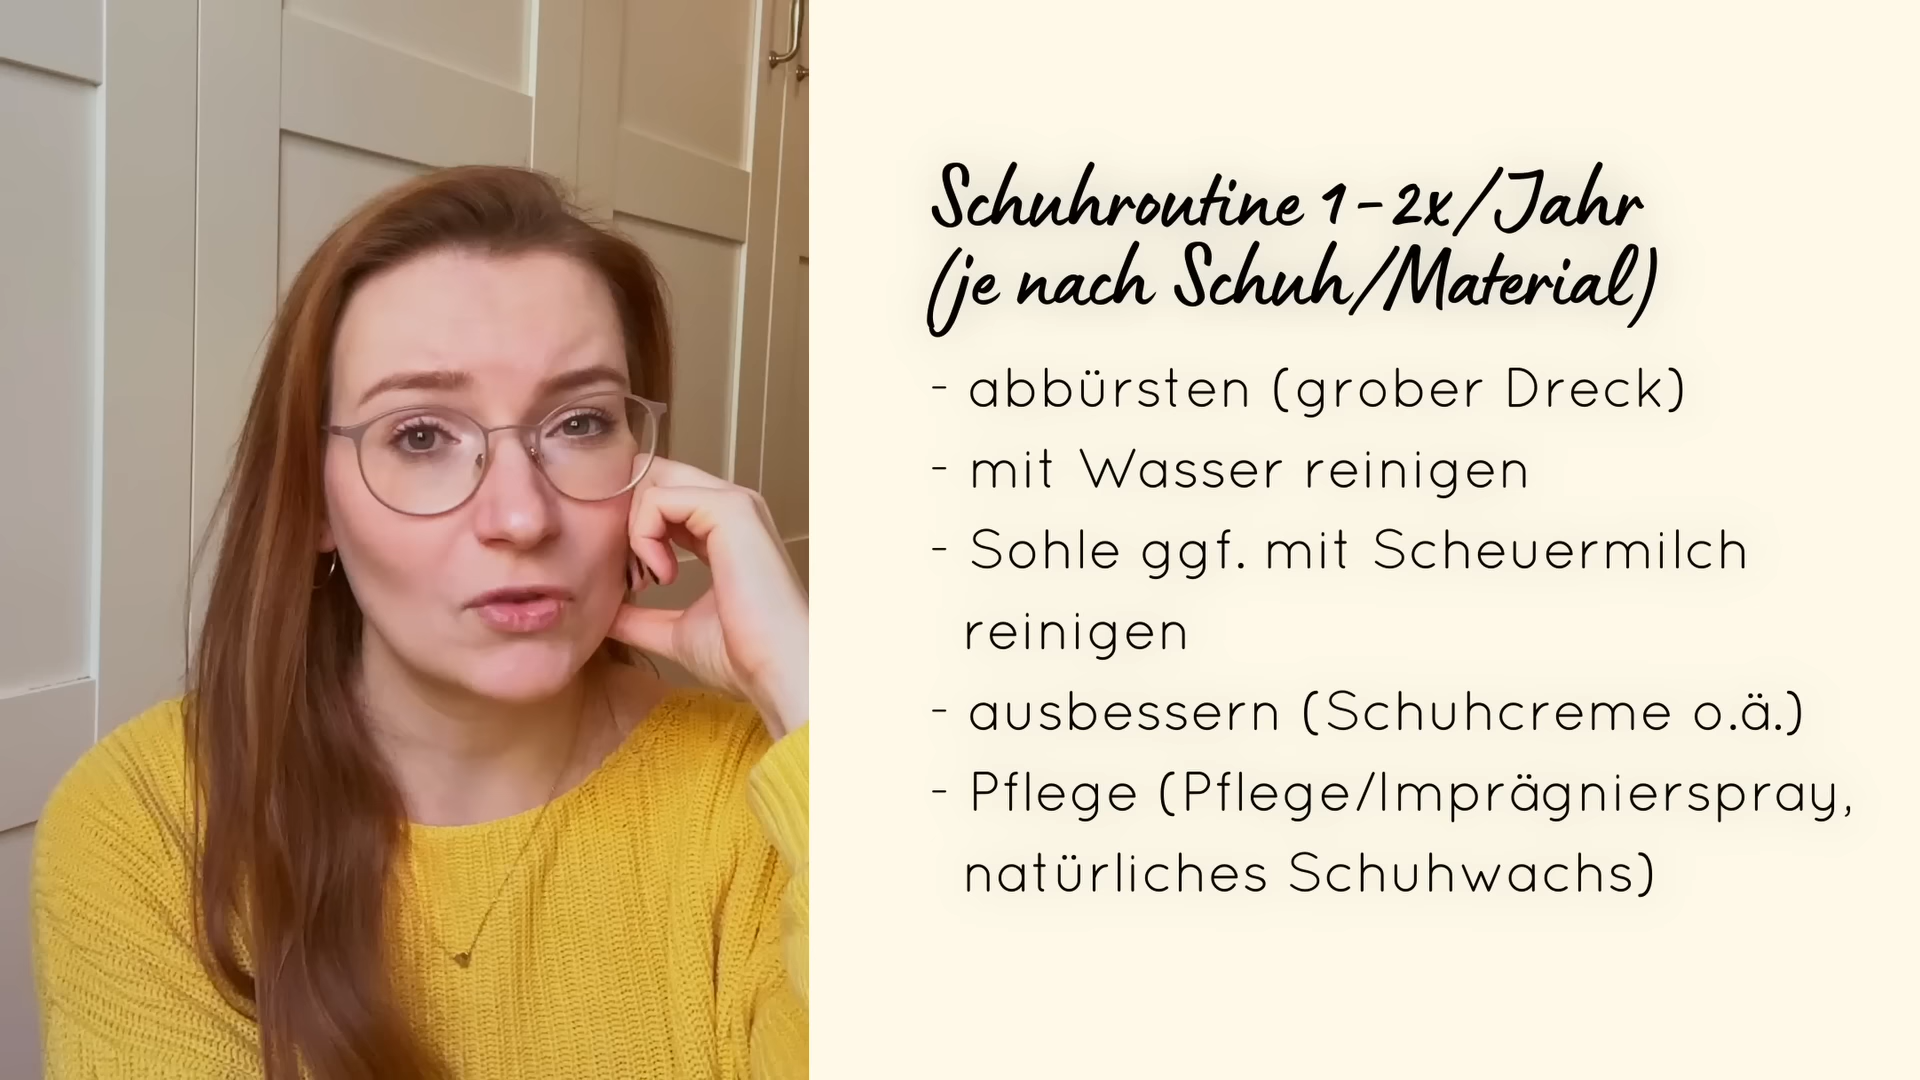 Schuhroutine 1-2x/Jahr
(je nach Schuh/Material)
- abbürsten (grober Dreck)
- mit Wasser reinigen
- Sohle ggf. mit Scheuermilch
reinigen
- ausbessern (Schuhcreme o.ä.)
- Pflege (Pflege/Imprägnierspray,
natürliches Schuhwachs)